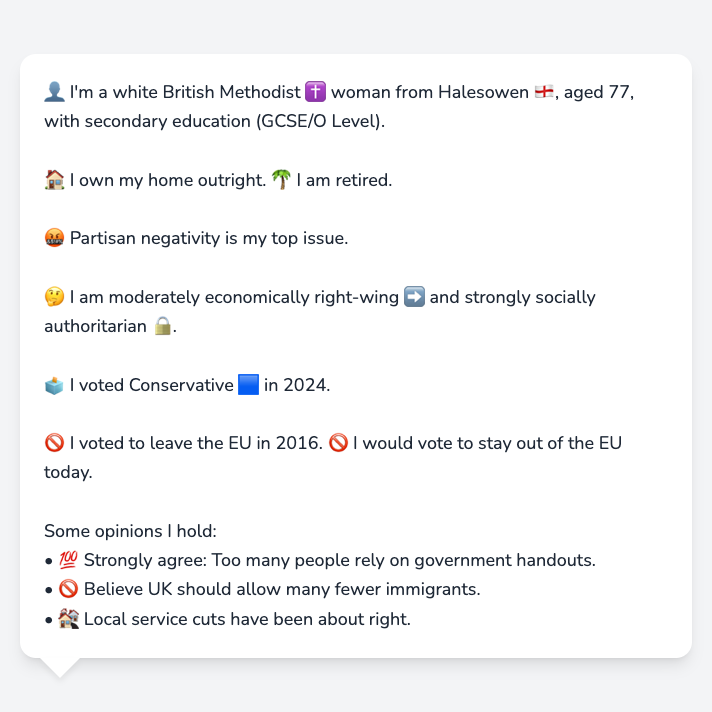 👤 I'm a white British Methodist ✝️ woman from Halesowen 🏴󠁧󠁢󠁥󠁮󠁧󠁿, aged 77,
with secondary education (GCSE/O Level).
🏠 I own my home outright. 🌴 I am retired.
🤬 Partisan negativity is my top issue.
🤔 I am moderately economically right-wing ➡️ and strongly socially
authoritarian 🔒.
🗳️ I voted Conservative 🟦 in 2024.
🚫 I voted to leave the EU in 2016. 🚫 I would vote to stay out of the EU
today.
Some opinions I hold:
• 💯 Strongly agree: Too many people rely on government handouts.
• 🚫 Believe UK should allow many fewer immigrants.
• 🏚️ Local service cuts have been about right.